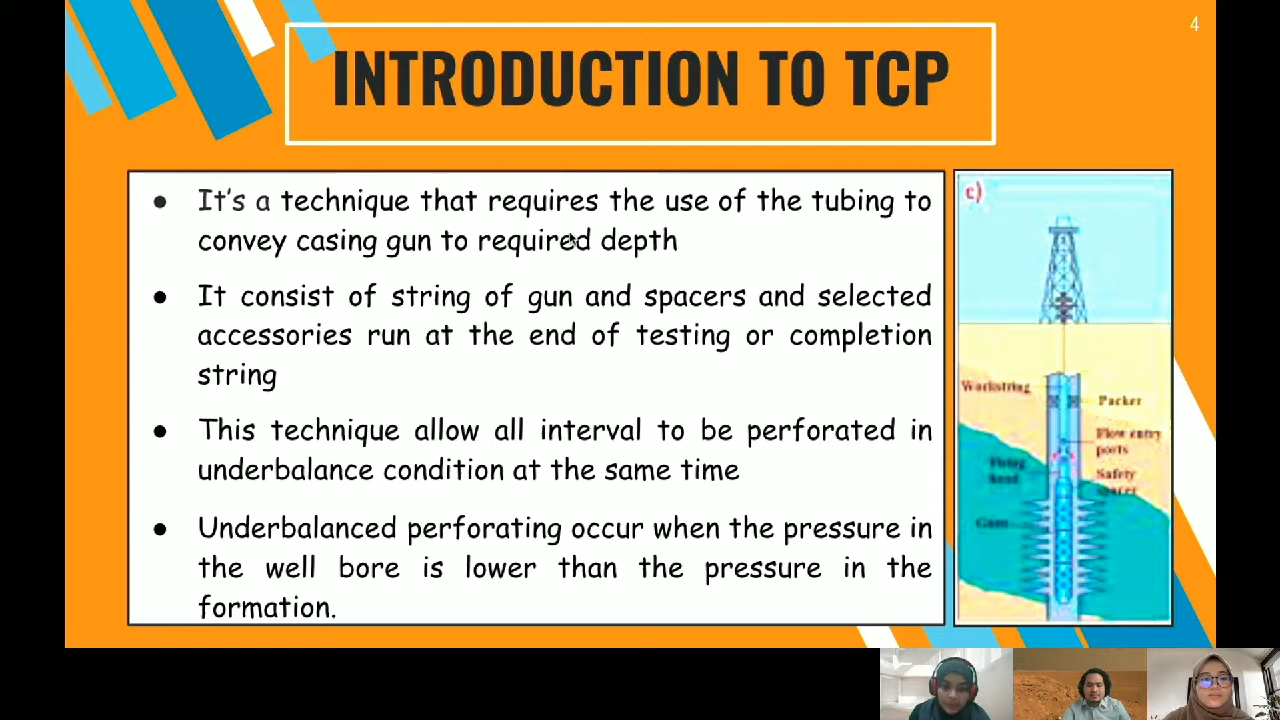 4
INTRODUCTION TO TCP
● It's a technique that requires the use of the tubing to
convey casing gun to required depth
● It consist of string of gun and spacers and selected
accessories run at the end of testing or completion
string
● This technique allow all interval to be perforated in
underbalance condition at the same time
● Underbalanced perforating occur when the pressure in
the well bore is lower than the pressure in the
formation.
c)
Workstring
Packer
Flow entry
ports
Firing
head
Safety
spacer
Guns